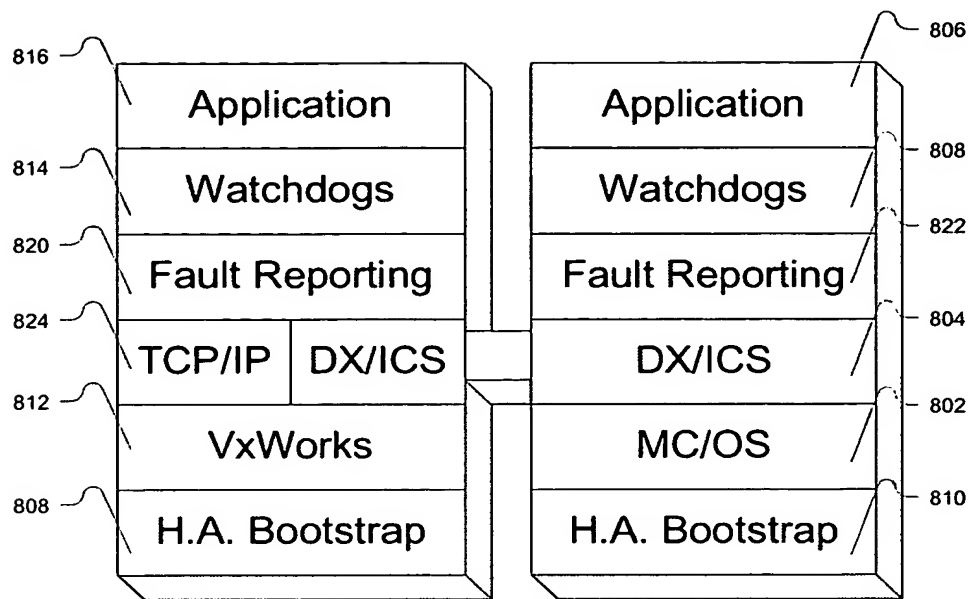 816 806
Application Application
814 808
Watchdogs Watchdogs
820 822
Fault Reporting Fault Reporting
824 804
TCP/IP DX/ICS DX/ICS
812 802
VxWorks MC/OS
808 810
H.A. Bootstrap H.A. Bootstrap